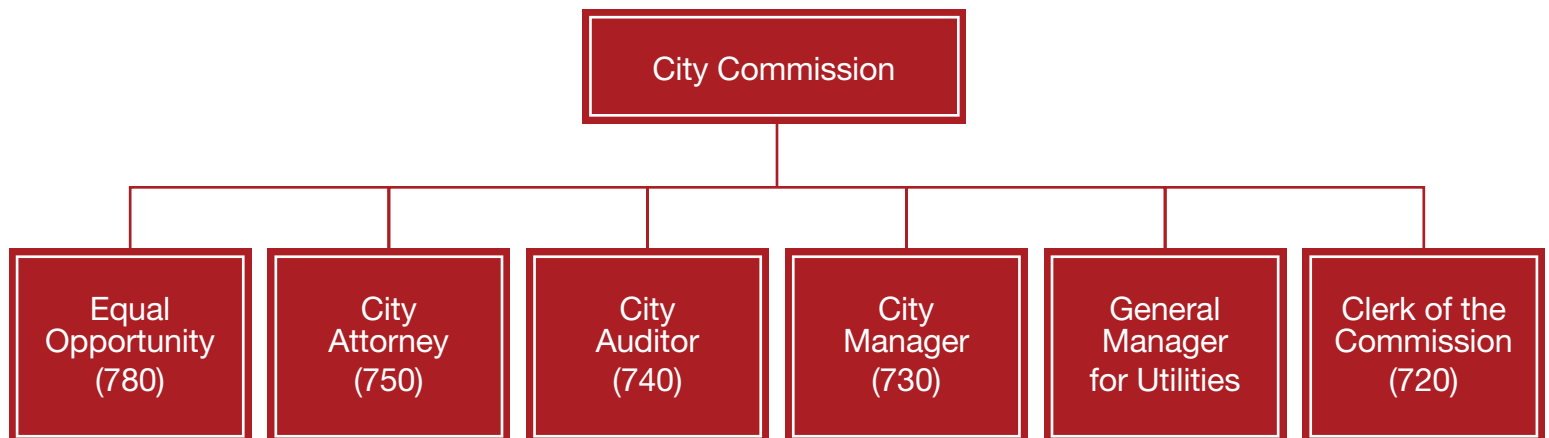 City Commission
Equal
Opportunity
(780)
City
Attorney
(750)
City
Auditor
(740)
City
Manager
(730)
General
Manager
for Utilities
Clerk of the
Commission
(720)